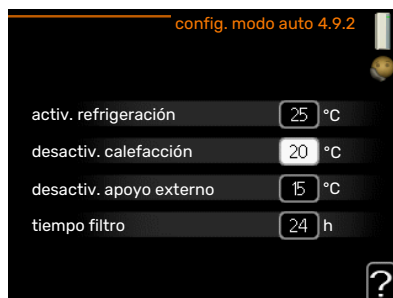 config. modo auto 4.9.2
activ. refrigeración 25 °C
desactiv. calefacción 20 °C
desactiv. apoyo externo 15 °C
tiempo filtro 24 h
?